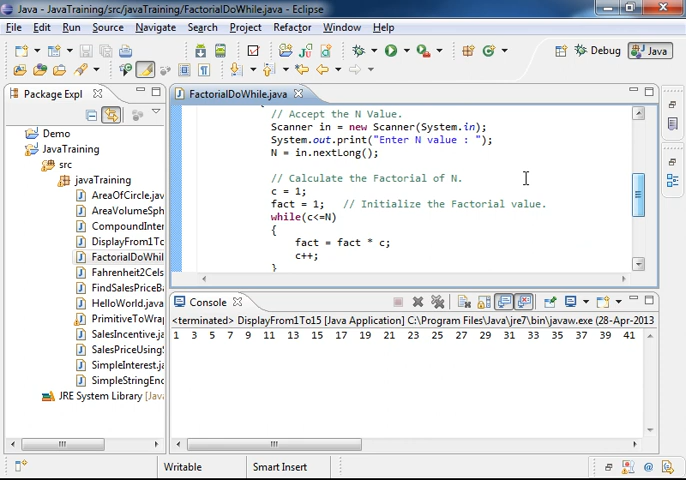 Java - JavaTraining/src/javaTraining/FactorialDoWhile.java - Eclipse
File Edit Run Source Navigate Search Project Refactor Window Help
Debug Java
Package Expl
FactorialDoWhile.java
Demo
JavaTraining
src
javaTraining
AreaOfCircle.jav
AreaVolumeSph
CompoundInter
DisplayFrom1Tc
FactorialDoWhil
Fahrenheit2Cels
FindSalesPriceBa
HelloWorld.java
PrimitiveToWrap
SalesIncentive.ja
SalesPriceUsing
SimpleInterest.ja
SimpleStringEnc
JRE System Library [Java
// Accept the N Value.
Scanner in = new Scanner(System.in);
System.out.print("Enter N value : ");
N = in.nextLong();
// Calculate the Factorial of N.
c = 1;
fact = 1; // Initialize the Factorial value.
while(c<=N)
{
fact = fact * c;
c++;
}
Console
<terminated> DisplayFrom1To15 [Java Application] C:\Program Files\Java\jre7\bin\javaw.exe (28-Apr-2013
1 3 5 7 9 11 13 15 17 19 21 23 25 27 29 31 33 35 37 39 41
Writable Smart Insert